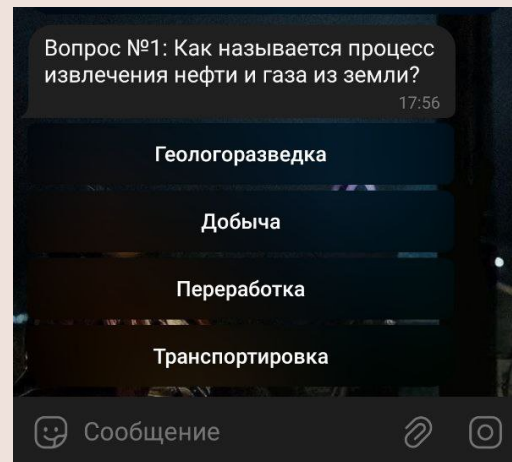 Вопрос №1: Как называется процесс
извлечения нефти и газа из земли?
17:56
Геологоразведка
Добыча
Переработка
Транспортировка
Сообщение